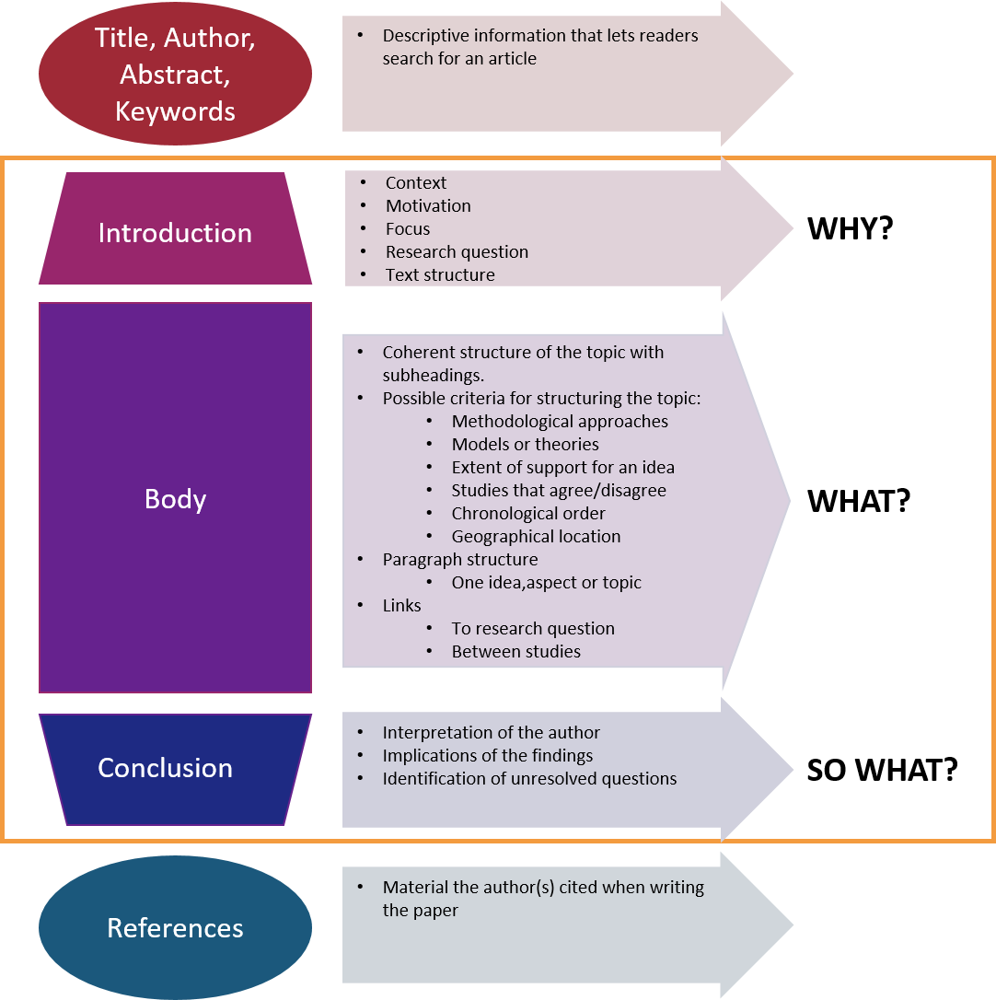 Title, Author,
Abstract,
Keywords
• Descriptive information that lets readers
search for an article
Introduction
• Context
• Motivation
• Focus
• Research question
• Text structure
WHY?
Body
• Coherent structure of the topic with
subheadings.
• Possible criteria for structuring the topic:
• Methodological approaches
• Models or theories
• Extent of support for an idea
• Studies that agree/disagree
• Chronological order
• Geographical location
• Paragraph structure
• One idea,aspect or topic
• Links
• To research question
• Between studies
WHAT?
Conclusion
• Interpretation of the author
• Implications of the findings
• Identification of unresolved questions
SO WHAT?
References
• Material the author(s) cited when writing
the paper